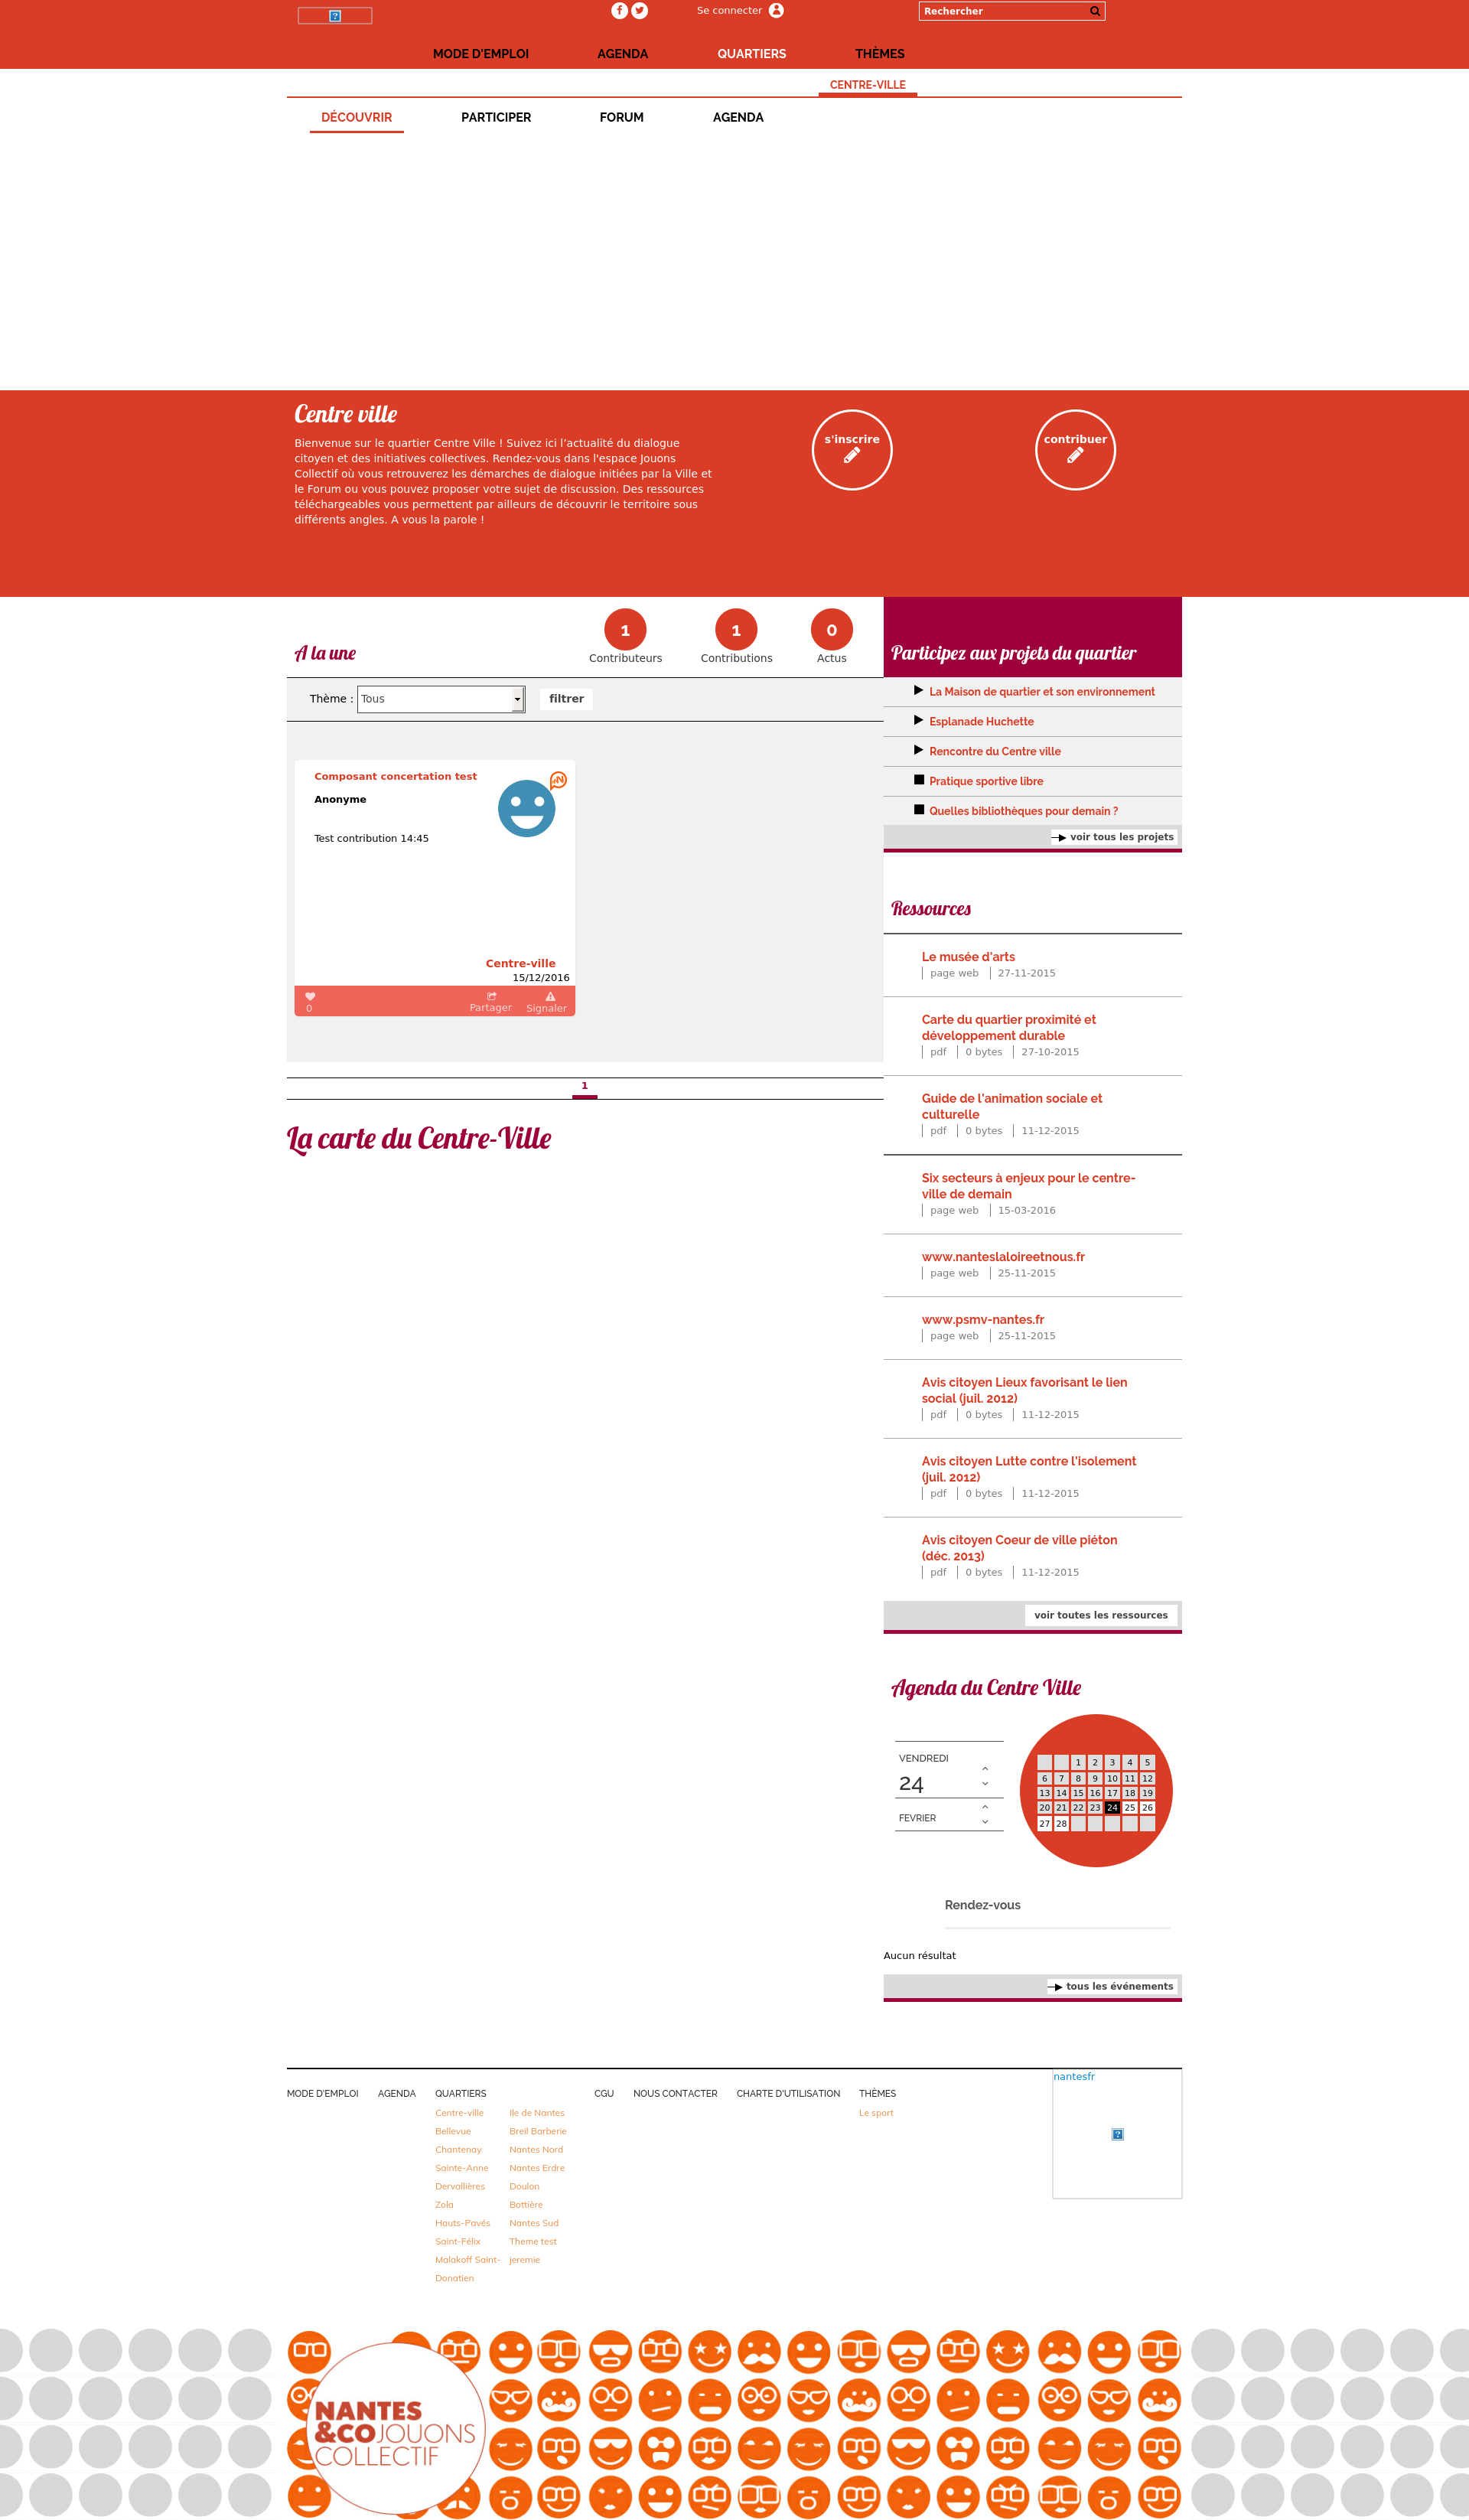 Se connecter
Rechercher
MODE D'EMPLOI
AGENDA
QUARTIERS
THÈMES
CENTRE-VILLE
DÉCOUVRIR
PARTICIPER
FORUM
AGENDA
Centre ville
Bienvenue sur le quartier Centre Ville ! Suivez ici l’actualité du dialogue
citoyen et des initiatives collectives. Rendez-vous dans l'espace Jouons
Collectif où vous retrouverez les démarches de dialogue initiées par la Ville et
le Forum ou vous pouvez proposer votre sujet de discussion. Des ressources
téléchargeables vous permettent par ailleurs de découvrir le territoire sous
différents angles. A vous la parole !
s'inscrire
contribuer
A la une
1
Contributeurs
1
Contributions
0
Actus
Thème :
Tous
filtrer
Composant concertation test
Anonyme
Test contribution 14:45
Centre-ville
15/12/2016
0
Partager
Signaler
1
La carte du Centre-Ville
Participez aux projets du quartier
La Maison de quartier et son environnement
Esplanade Huchette
Rencontre du Centre ville
Pratique sportive libre
Quelles bibliothèques pour demain ?
voir tous les projets
Ressources
Le musée d'arts
page web 27-11-2015
Carte du quartier proximité et
développement durable
pdf 0 bytes 27-10-2015
Guide de l'animation sociale et
culturelle
pdf 0 bytes 11-12-2015
Six secteurs à enjeux pour le centre-
ville de demain
page web 15-03-2016
www.nanteslaloireetnous.fr
page web 25-11-2015
www.psmv-nantes.fr
page web 25-11-2015
Avis citoyen Lieux favorisant le lien
social (juil. 2012)
pdf 0 bytes 11-12-2015
Avis citoyen Lutte contre l'isolement
(juil. 2012)
pdf 0 bytes 11-12-2015
Avis citoyen Coeur de ville piéton
(déc. 2013)
pdf 0 bytes 11-12-2015
voir toutes les ressources
Agenda du Centre Ville
VENDREDI
24
FEVRIER
1 2 3 4 5
6 7 8 9 10 11 12
13 14 15 16 17 18 19
20 21 22 23 24 25 26
27 28
Rendez-vous
Aucun résultat
tous les événements
MODE D'EMPLOI
AGENDA
QUARTIERS
Centre-ville
Bellevue
Chantenay
Sainte-Anne
Dervallières
Zola
Hauts-Pavés
Saint-Félix
Malakoff Saint-
Donatien
Ile de Nantes
Breil Barberie
Nantes Nord
Nantes Erdre
Doulon
Bottière
Nantes Sud
Theme test
jeremie
CGU
NOUS CONTACTER
CHARTE D'UTILISATION
THÈMES
Le sport
nantesfr
NANTES
&COJOUONS
COLLECTIF